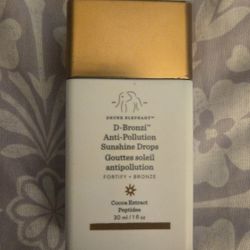 DRUNK ELEPHANT™
D-Bronzi™
Anti-Pollution
Sunshine Drops
Gouttes soleil
antipollution
FORTIFY + BRONZE
Cocoa Extract
Peptides
30 ml / 1 fl oz